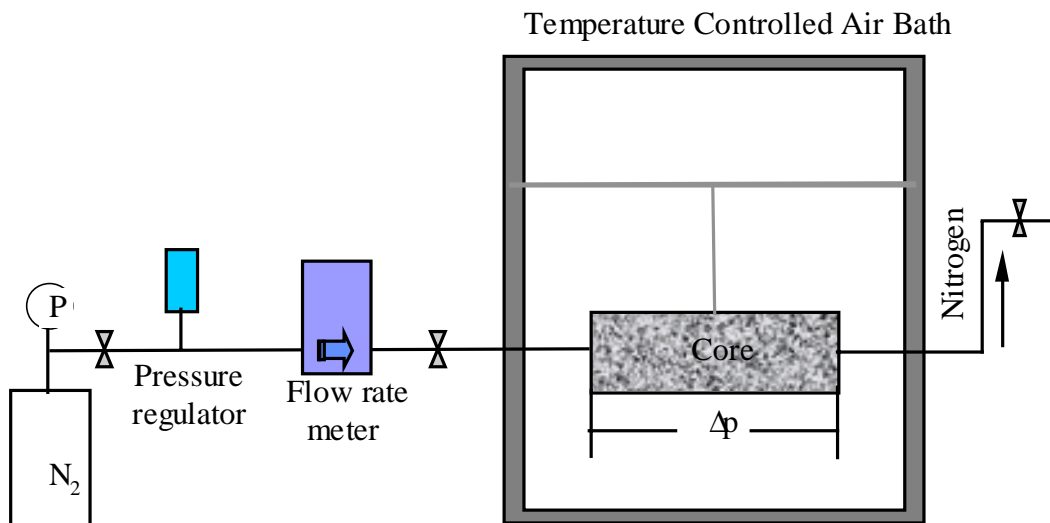 Temperature Controlled Air Bath
Nitrogen
P
Core
Pressure
regulator
Flow rate
meter
Δp
N₂